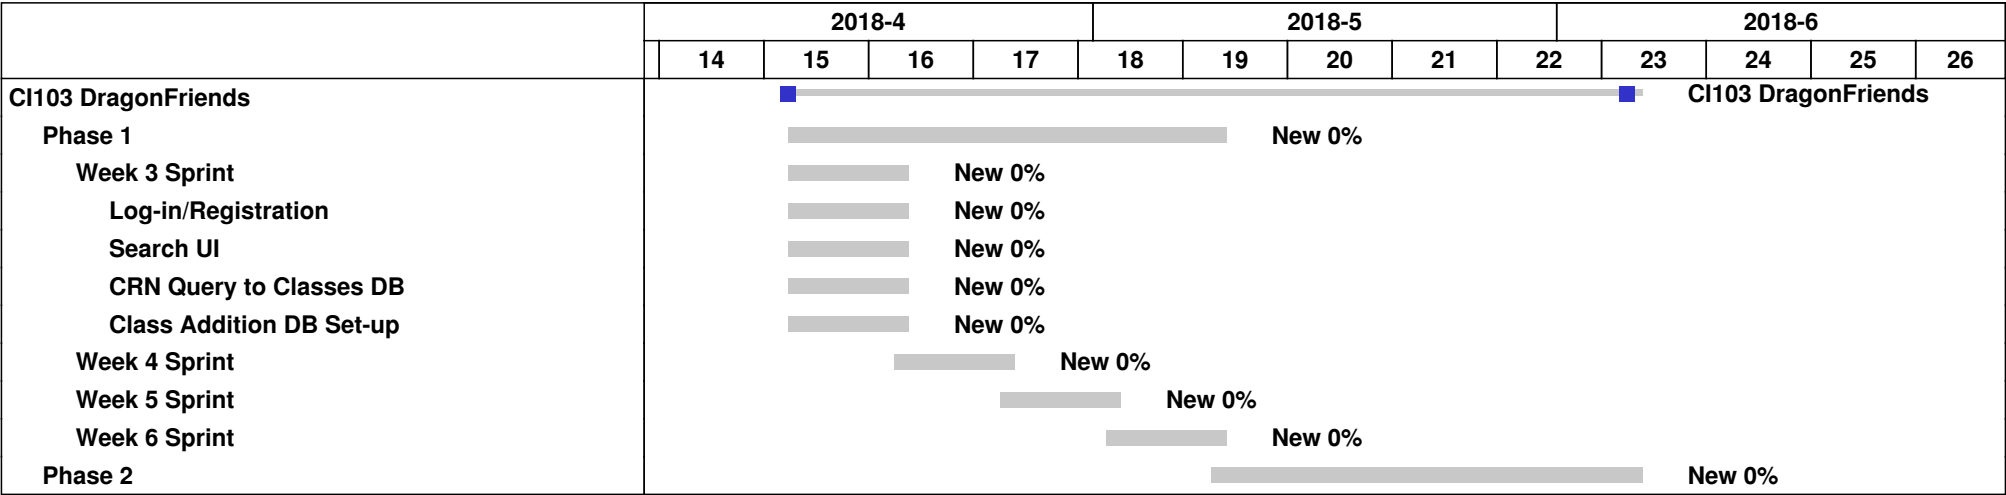 2018-4 2018-5 2018-6
14 15 16 17 18 19 20 21 22 23 24 25 26
CI103 DragonFriends CI103 DragonFriends
Phase 1 New 0%
Week 3 Sprint New 0%
Log-in/Registration New 0%
Search UI New 0%
CRN Query to Classes DB New 0%
Class Addition DB Set-up New 0%
Week 4 Sprint New 0%
Week 5 Sprint New 0%
Week 6 Sprint New 0%
Phase 2 New 0%